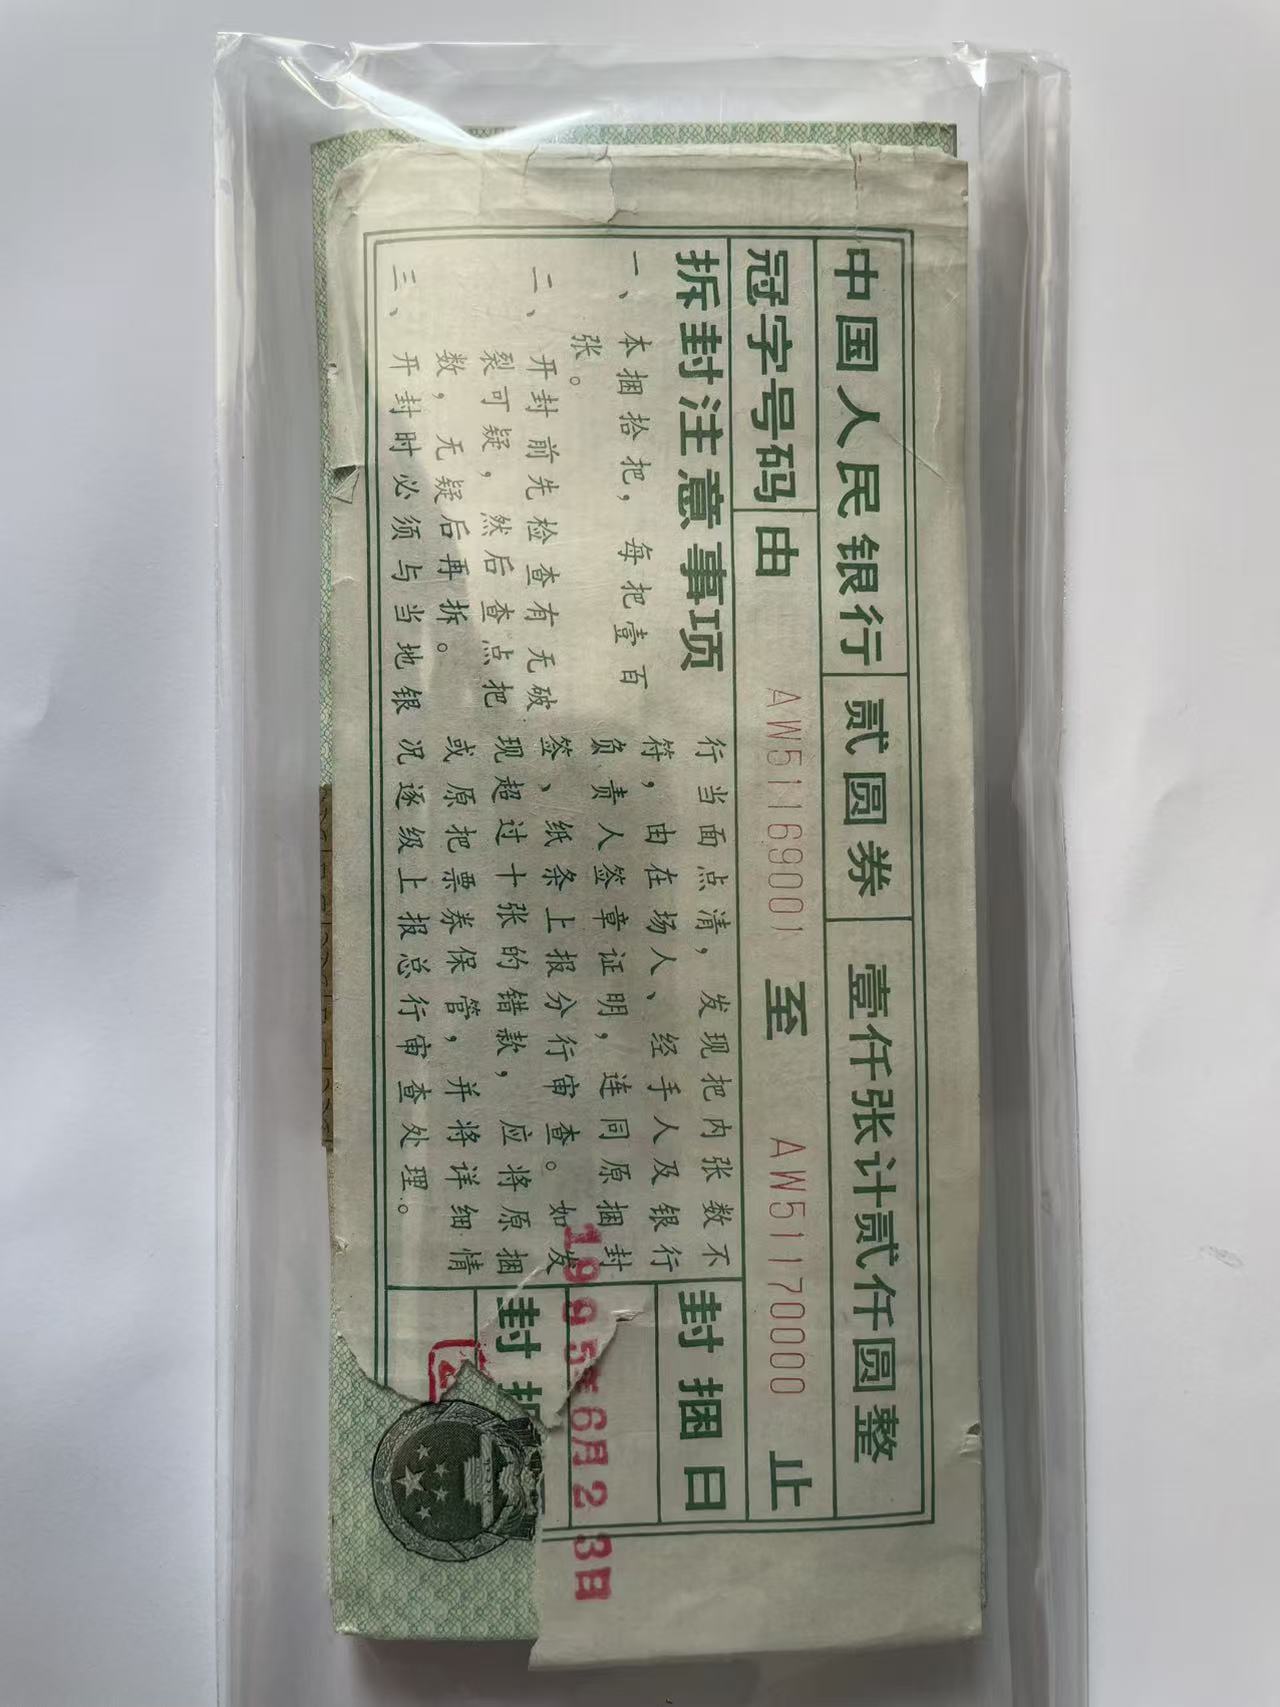 中国人民银行 贰圆券 壹仟张计贰仟圆整
冠字号码 由 AW51169001 至 AW51170000 止
拆封注意事项
一、本捆拾把，每把壹百
张。
二、开封前先检查有无破
裂可疑，然后查点把
数，无疑后再拆。
三、开封时必须与当地银
行当面点清，发现把内张数不
符，由在场人、经手人及银行
负责人签章证明，连同原捆封
签、纸条上报分行审查。如发
现超过十张的错款，应将原捆
或原把票券保管，并将详细情
况逐级上报总行审查处理。
封捆日
1995年6月23日
封捆